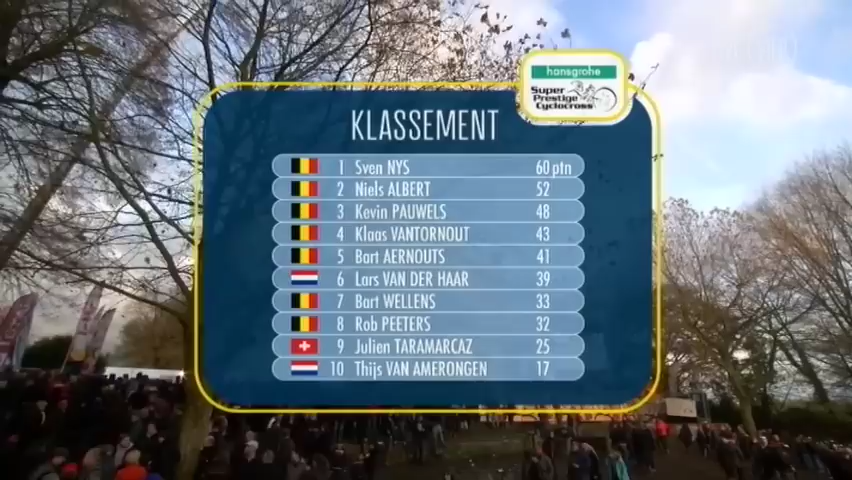 hansgrohe
Super
Prestige
Cyclocross
KLASSEMENT
1 Sven NYS 60 ptn
2 Niels ALBERT 52
3 Kevin PAUWELS 48
4 Klaas VANTORNOUT 43
5 Bart AERNOUTS 41
6 Lars VAN DER HAAR 39
7 Bart WELLENS 33
8 Rob PEETERS 32
9 Julien TARAMARCAZ 25
10 Thijs VAN AMERONGEN 17